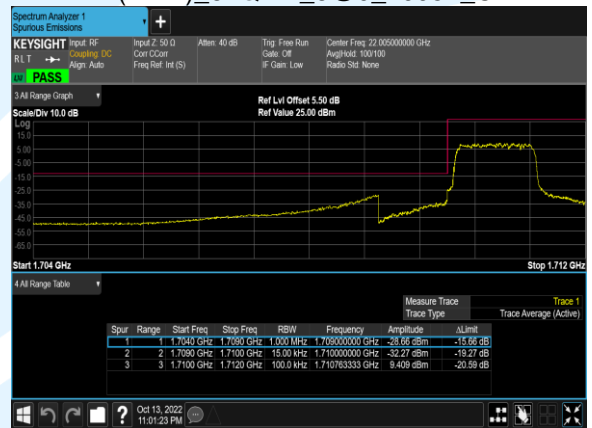 Spectrum Analyzer 1
Spurious Emissions
+
KEYSIGHT Input: RF Input Z: 50 Ω Atten: 40 dB Trig: Free Run Center Freq: 22.005000000 GHz
RLT Coupling: DC Corr CCorr Gate: Off Avg|Hold: 100/100
Align: Auto Freq Ref: Int (S) IF Gain: Low Radio Std: None
PASS
3 All Range Graph
Ref Lvl Offset 5.50 dB
Scale/Div 10.0 dB Ref Value 25.00 dBm
Log
15.0
5.00
-5.00
-15.0
-25.0
-35.0
-45.0
-55.0
-65.0
Start 1.704 GHz Stop 1.712 GHz
4 All Range Table
Measure Trace Trace 1
Trace Type Trace Average (Active)
Spur Range Start Freq Stop Freq RBW Frequency Amplitude ΔLimit
1 1 1.7040 GHz 1.7090 GHz 1.000 MHz 1.709000000 GHz -28.66 dBm -15.66 dB
2 2 1.7090 GHz 1.7100 GHz 15.00 kHz 1.710000000 GHz -32.27 dBm -19.27 dB
3 3 1.7100 GHz 1.7120 GHz 100.0 kHz 1.710763333 GHz 9.409 dBm -20.59 dB
? Oct 13, 2022
11:01:23 PM